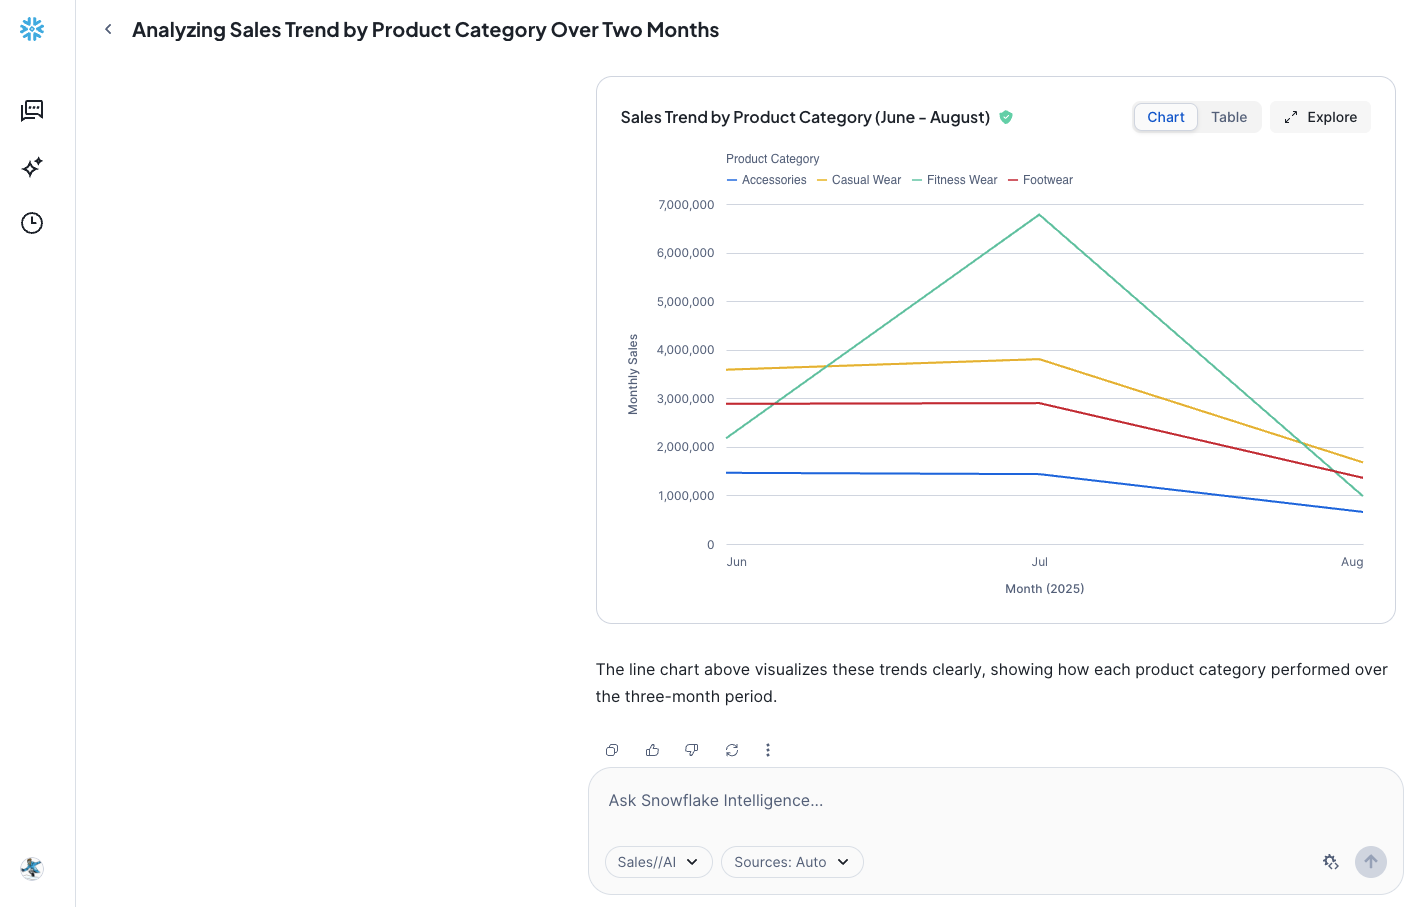 Analyzing Sales Trend by Product Category Over Two Months
Sales Trend by Product Category (June - August)
Chart
Table
Explore
Product Category
Accessories
Casual Wear
Fitness Wear
Footwear
7,000,000
6,000,000
5,000,000
4,000,000
3,000,000
2,000,000
1,000,000
0
Monthly Sales
Jun
Jul
Aug
Month (2025)
The line chart above visualizes these trends clearly, showing how each product category performed over
the three-month period.
Ask Snowflake Intelligence...
Sales//AI
Sources: Auto